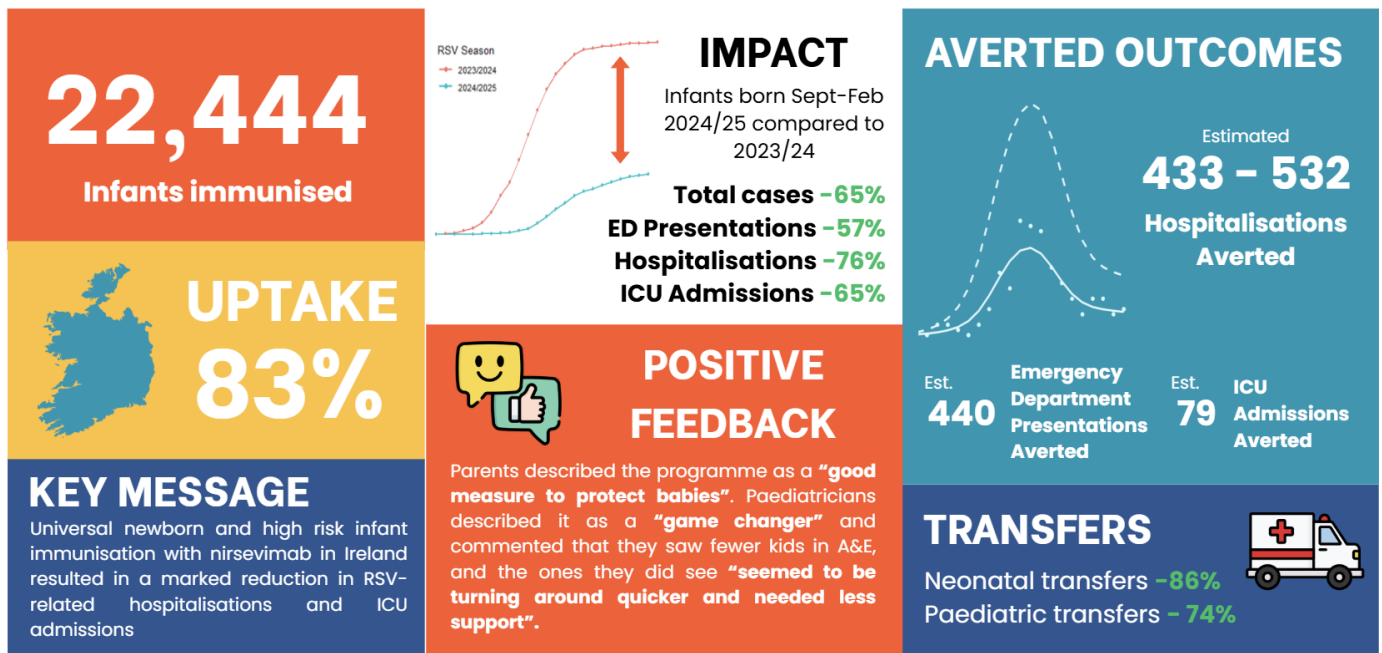 22,444
Infants immunised
UPTAKE
83%
KEY MESSAGE
Universal newborn and high risk infant
immunisation with nirsevimab in Ireland
resulted in a marked reduction in RSV-
related hospitalisations and ICU
admissions
RSV Season
2023/2024
2024/2025
IMPACT
Infants born Sept-Feb
2024/25 compared to
2023/24
Total cases -65%
ED Presentations -57%
Hospitalisations -76%
ICU Admissions -65%
POSITIVE
FEEDBACK
Parents described the programme as a “good
measure to protect babies”. Paediatricians
described it as a “game changer” and
commented that they saw fewer kids in A&E,
and the ones they did see “seemed to be
turning around quicker and needed less
support”.
AVERTED OUTCOMES
Estimated
433 – 532
Hospitalisations
Averted
Est.
440
Emergency
Department
Presentations
Averted
Est.
79
ICU
Admissions
Averted
TRANSFERS
Neonatal transfers -86%
Paediatric transfers - 74%